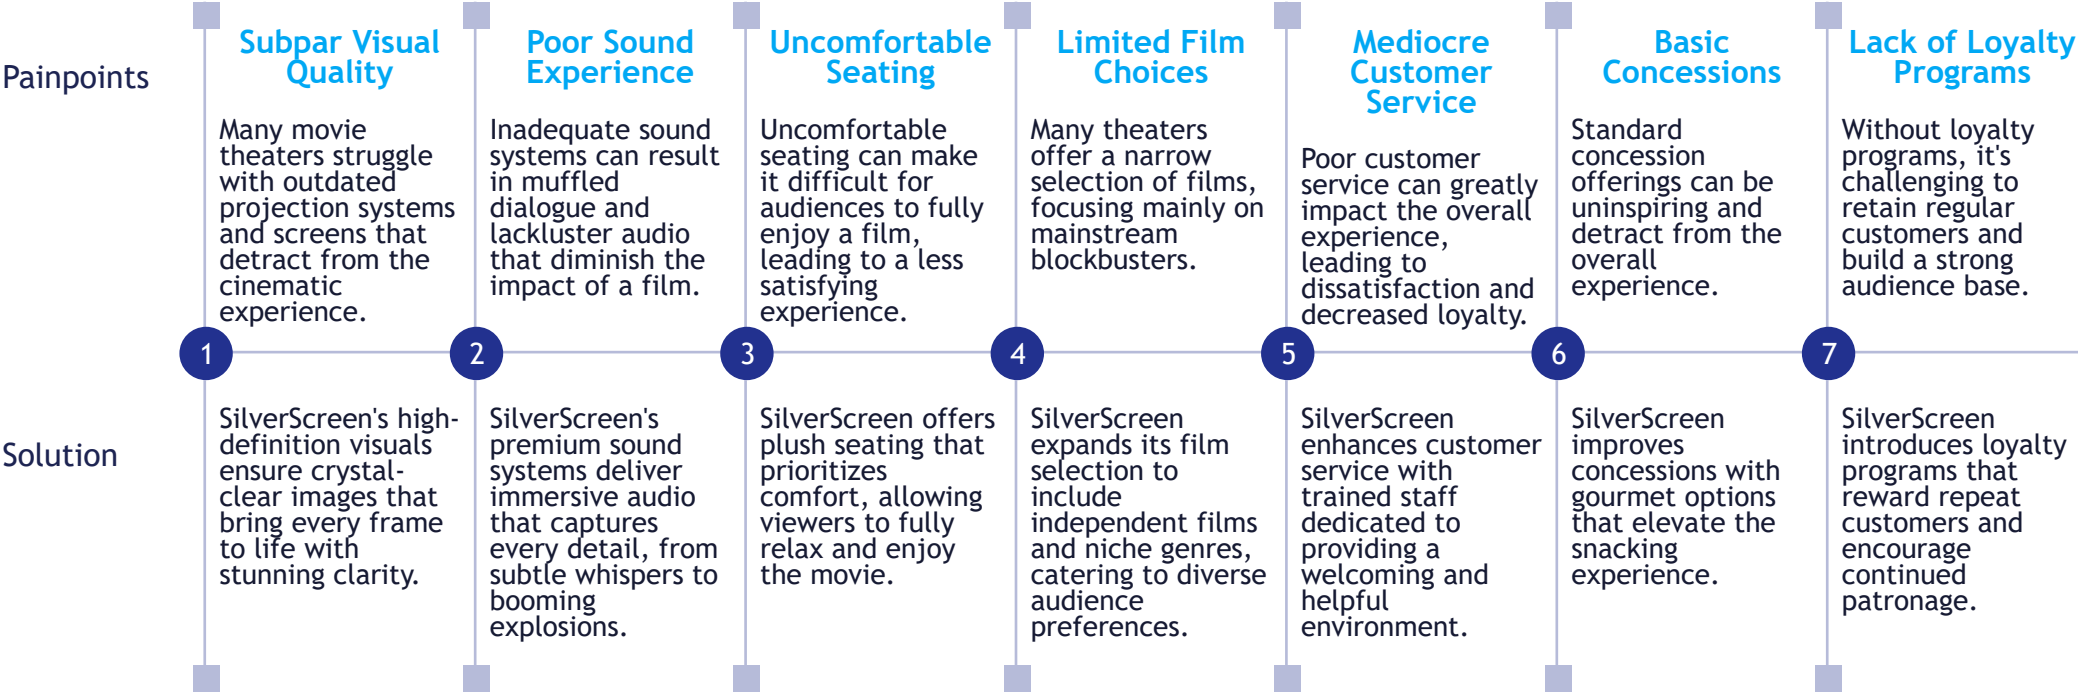 Painpoints
Subpar Visual
Quality
Many movie
theaters struggle
with outdated
projection systems
and screens that
detract from the
cinematic
experience.
Poor Sound
Experience
Inadequate sound
systems can result
in muffled
dialogue and
lackluster audio
that diminish the
impact of a film.
Uncomfortable
Seating
Uncomfortable
seating can make
it difficult for
audiences to fully
enjoy a film,
leading to a less
satisfying
experience.
Limited Film
Choices
Many theaters
offer a narrow
selection of films,
focusing mainly on
mainstream
blockbusters.
Mediocre
Customer
Service
Poor customer
service can greatly
impact the overall
experience,
leading to
dissatisfaction and
decreased loyalty.
Basic
Concessions
Standard
concession
offerings can be
uninspiring and
detract from the
overall
experience.
Lack of Loyalty
Programs
Without loyalty
programs, it's
challenging to
retain regular
customers and
build a strong
audience base.
1
2
3
4
5
6
7
Solution
SilverScreen's high-
definition visuals
ensure crystal-
clear images that
bring every frame
to life with
stunning clarity.
SilverScreen's
premium sound
systems deliver
immersive audio
that captures
every detail, from
subtle whispers to
booming
explosions.
SilverScreen offers
plush seating that
prioritizes
comfort, allowing
viewers to fully
relax and enjoy
the movie.
SilverScreen
expands its film
selection to
include
independent films
and niche genres,
catering to diverse
audience
preferences.
SilverScreen
enhances customer
service with
trained staff
dedicated to
providing a
welcoming and
helpful
environment.
SilverScreen
improves
concessions with
gourmet options
that elevate the
snacking
experience.
SilverScreen
introduces loyalty
programs that
reward repeat
customers and
encourage
continued
patronage.